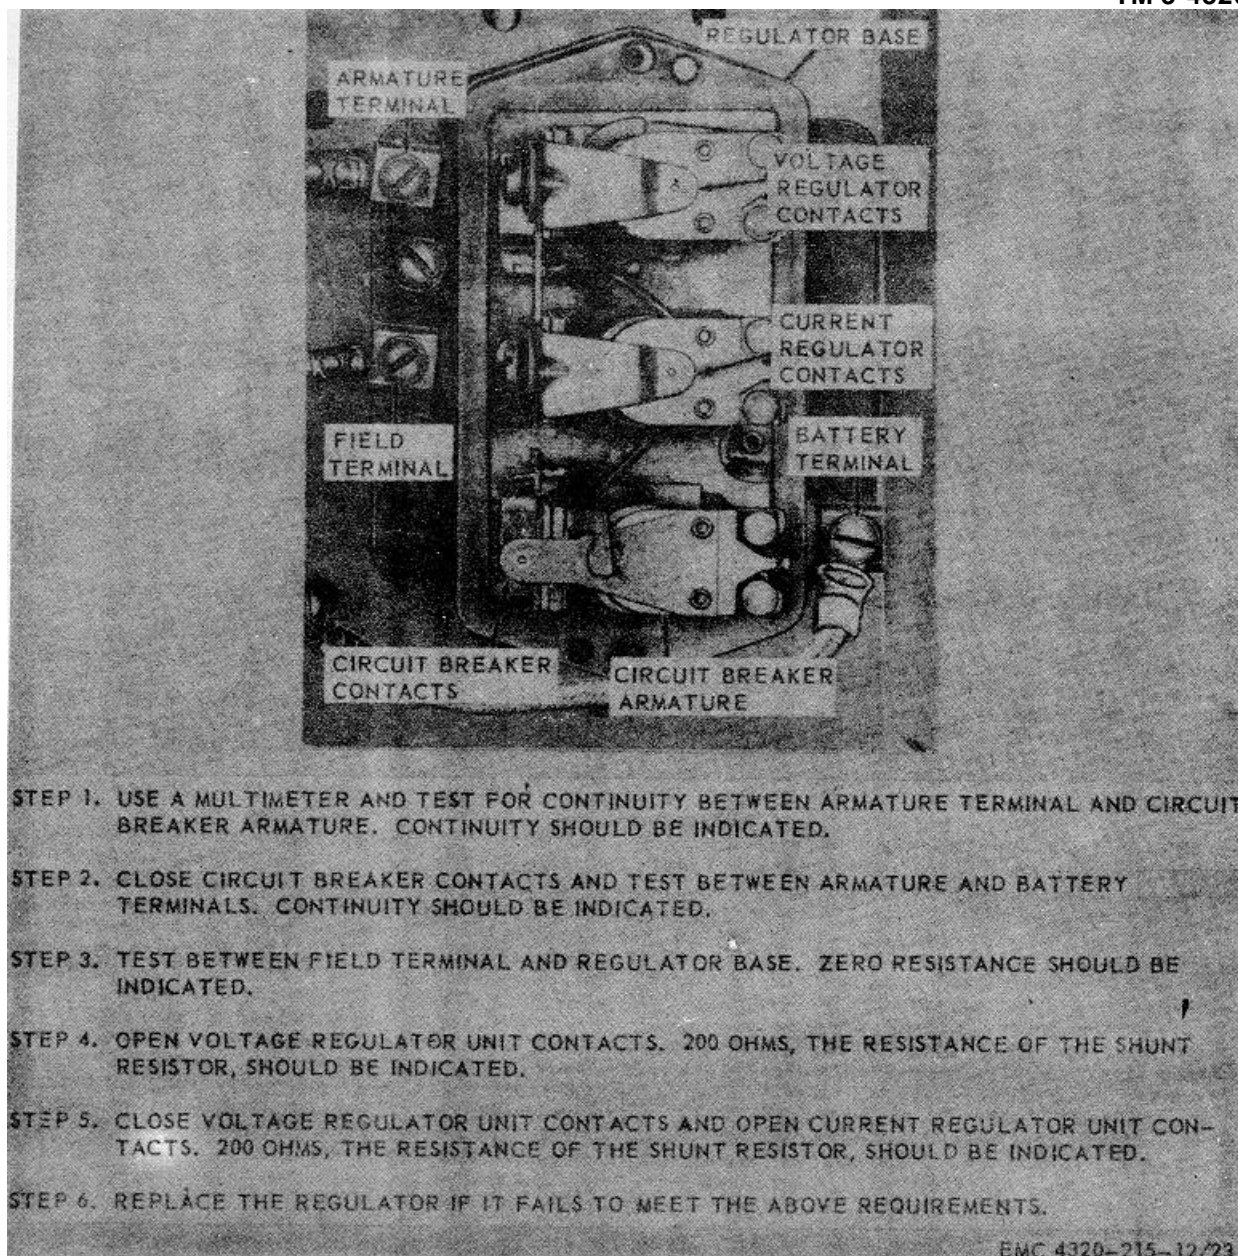 REGULATOR BASE
ARMATURE
TERMINAL
VOLTAGE
REGULATOR
CONTACTS
CURRENT
REGULATOR
CONTACTS
FIELD
TERMINAL
BATTERY
TERMINAL
CIRCUIT BREAKER
CONTACTS
CIRCUIT BREAKER
ARMATURE
STEP 1. USE A MULTIMETER AND TEST FOR CONTINUITY BETWEEN ARMATURE TERMINAL AND CIRCUIT
BREAKER ARMATURE. CONTINUITY SHOULD BE INDICATED.
STEP 2. CLOSE CIRCUIT BREAKER CONTACTS AND TEST BETWEEN ARMATURE AND BATTERY
TERMINALS. CONTINUITY SHOULD BE INDICATED.
STEP 3. TEST BETWEEN FIELD TERMINAL AND REGULATOR BASE. ZERO RESISTANCE SHOULD BE
INDICATED.
STEP 4. OPEN VOLTAGE REGULATOR UNIT CONTACTS. 200 OHMS, THE RESISTANCE OF THE SHUNT
RESISTOR, SHOULD BE INDICATED.
STEP 5. CLOSE VOLTAGE REGULATOR UNIT CONTACTS AND OPEN CURRENT REGULATOR UNIT CON-
TACTS. 200 OHMS, THE RESISTANCE OF THE SHUNT RESISTOR, SHOULD BE INDICATED.
STEP 6. REPLACE THE REGULATOR IF IT FAILS TO MEET THE ABOVE REQUIREMENTS.
EMC 4320-215-12/23